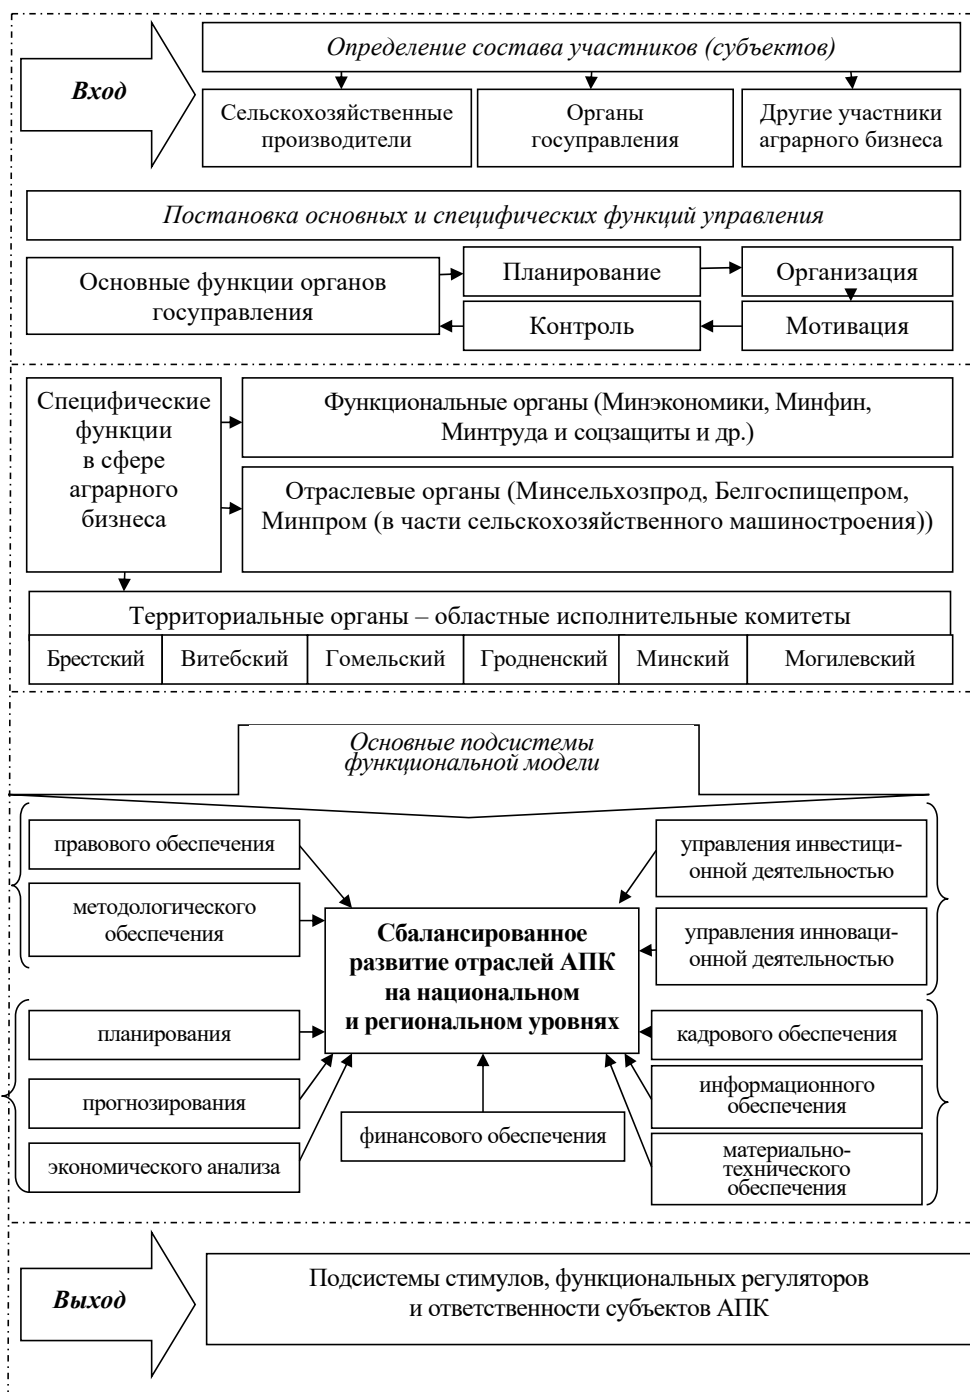 Вход
Определение состава участников (субъектов)
Сельскохозяйственные
производители
Органы
госуправления
Другие участники
аграрного бизнеса
Постановка основных и специфических функций управления
Основные функции органов
госуправления
Планирование
Организация
Контроль
Мотивация
Специфические
функции
в сфере
аграрного
бизнеса
Функциональные органы (Минэкономики, Минфин,
Минтруда и соцзащиты и др.)
Отраслевые органы (Минсельхозпрод, Белгоспищепром,
Минпром (в части сельскохозяйственного машиностроения))
Территориальные органы – областные исполнительные комитеты
Брестский
Витебский
Гомельский
Гродненский
Минский
Могилевский
Основные подсистемы
функциональной модели
правового обеспечения
методологического
обеспечения
планирования
прогнозирования
экономического анализа
Сбалансированное
развитие отраслей АПК
на национальном
и региональном уровнях
финансового обеспечения
управления инвестици-
онной деятельностью
управления инноваци-
онной деятельностью
кадрового обеспечения
информационного
обеспечения
материально-
технического
обеспечения
Выход
Подсистемы стимулов, функциональных регуляторов
и ответственности субъектов АПК